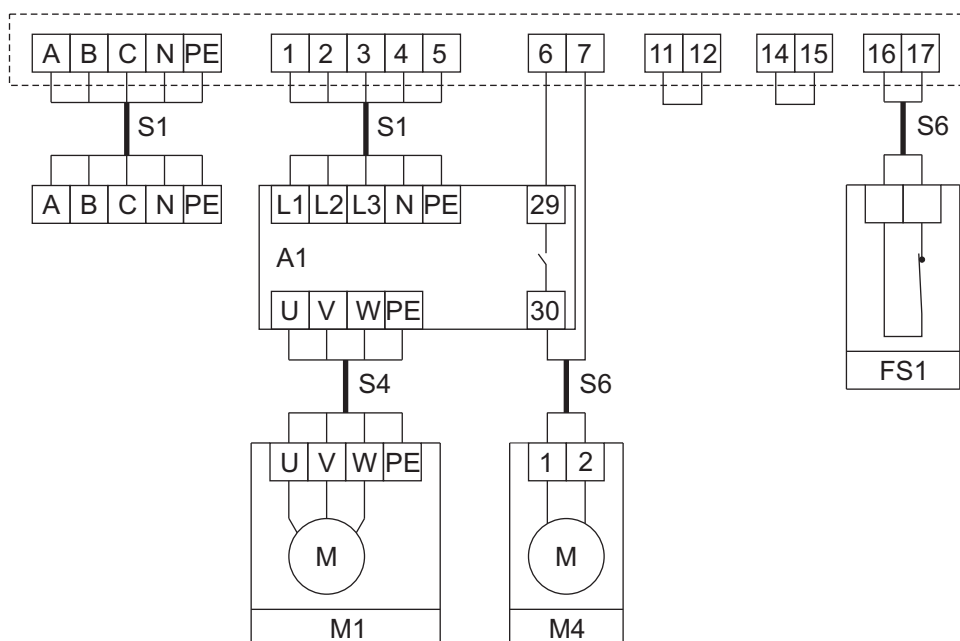 A B C N PE 1 2 3 4 5 6 7 11 12 14 15 16 17
S1 S1 S6
A B C N PE L1 L2 L3 N PE 29
A1
U V W PE 30
FS1
S4 S6
U V W PE 1 2
M M
M1 M4